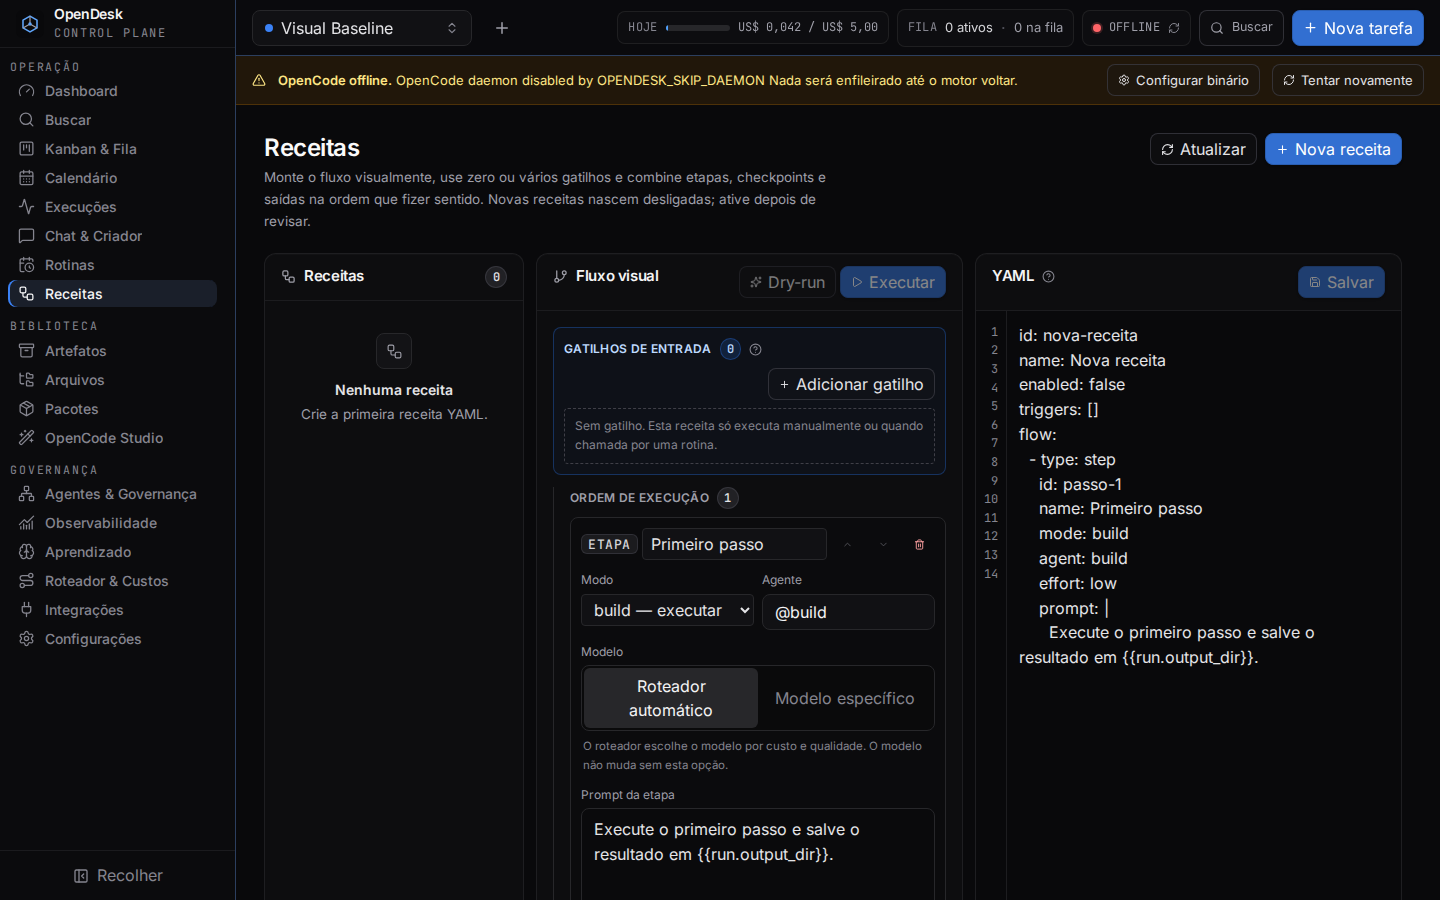 OpenDesk
CONTROL PLANE
Visual Baseline
HOJE US$ 0,042 / US$ 5,00
FILA 0 ativos · 0 na fila
OFFLINE
Buscar
Nova tarefa
OpenCode offline. OpenCode daemon disabled by OPENDESK_SKIP_DAEMON Nada será enfileirado até o motor voltar.
Configurar binário
Tentar novamente
OPERAÇÃO
Dashboard
Buscar
Kanban & Fila
Calendário
Execuções
Chat & Criador
Rotinas
Receitas
BIBLIOTECA
Artefatos
Arquivos
Pacotes
OpenCode Studio
GOVERNANÇA
Agentes & Governança
Observabilidade
Aprendizado
Roteador & Custos
Integrações
Configurações
Recolher
Receitas
Monte o fluxo visualmente, use zero ou vários gatilhos e combine etapas, checkpoints e
saídas na ordem que fizer sentido. Novas receitas nascem desligadas; ative depois de
revisar.
Atualizar
Nova receita
Receitas 0
Nenhuma receita
Crie a primeira receita YAML.
Fluxo visual
Dry-run
Executar
GATILHOS DE ENTRADA 0
Adicionar gatilho
Sem gatilho. Esta receita só executa manualmente ou quando
chamada por uma rotina.
ORDEM DE EXECUÇÃO 1
ETAPA Primeiro passo
Modo
build — executar
Agente
@build
Modelo
Roteador
automático
Modelo específico
O roteador escolhe o modelo por custo e qualidade. O modelo
não muda sem esta opção.
Prompt da etapa
Execute o primeiro passo e salve o
resultado em {{run.output_dir}}.
YAML
Salvar
1
2
3
4
5
6
7
8
9
10
11
12
13
14
id: nova-receita
name: Nova receita
enabled: false
triggers: []
flow:
- type: step
id: passo-1
name: Primeiro passo
mode: build
agent: build
effort: low
prompt: |
Execute o primeiro passo e salve o
resultado em {{run.output_dir}}.